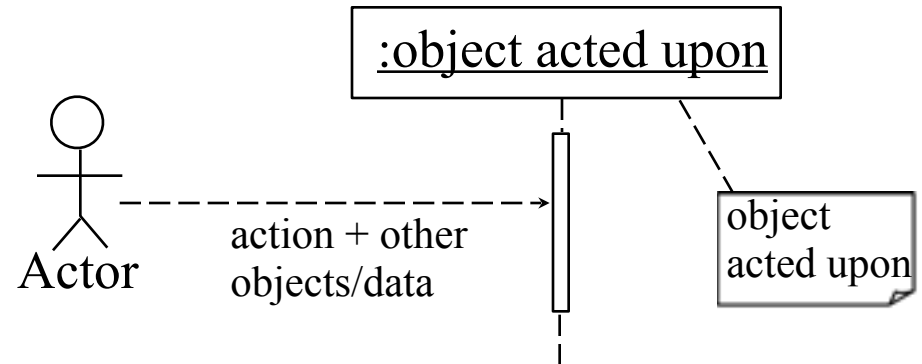 :object acted upon
Actor
action + other
objects/data
object
acted upon